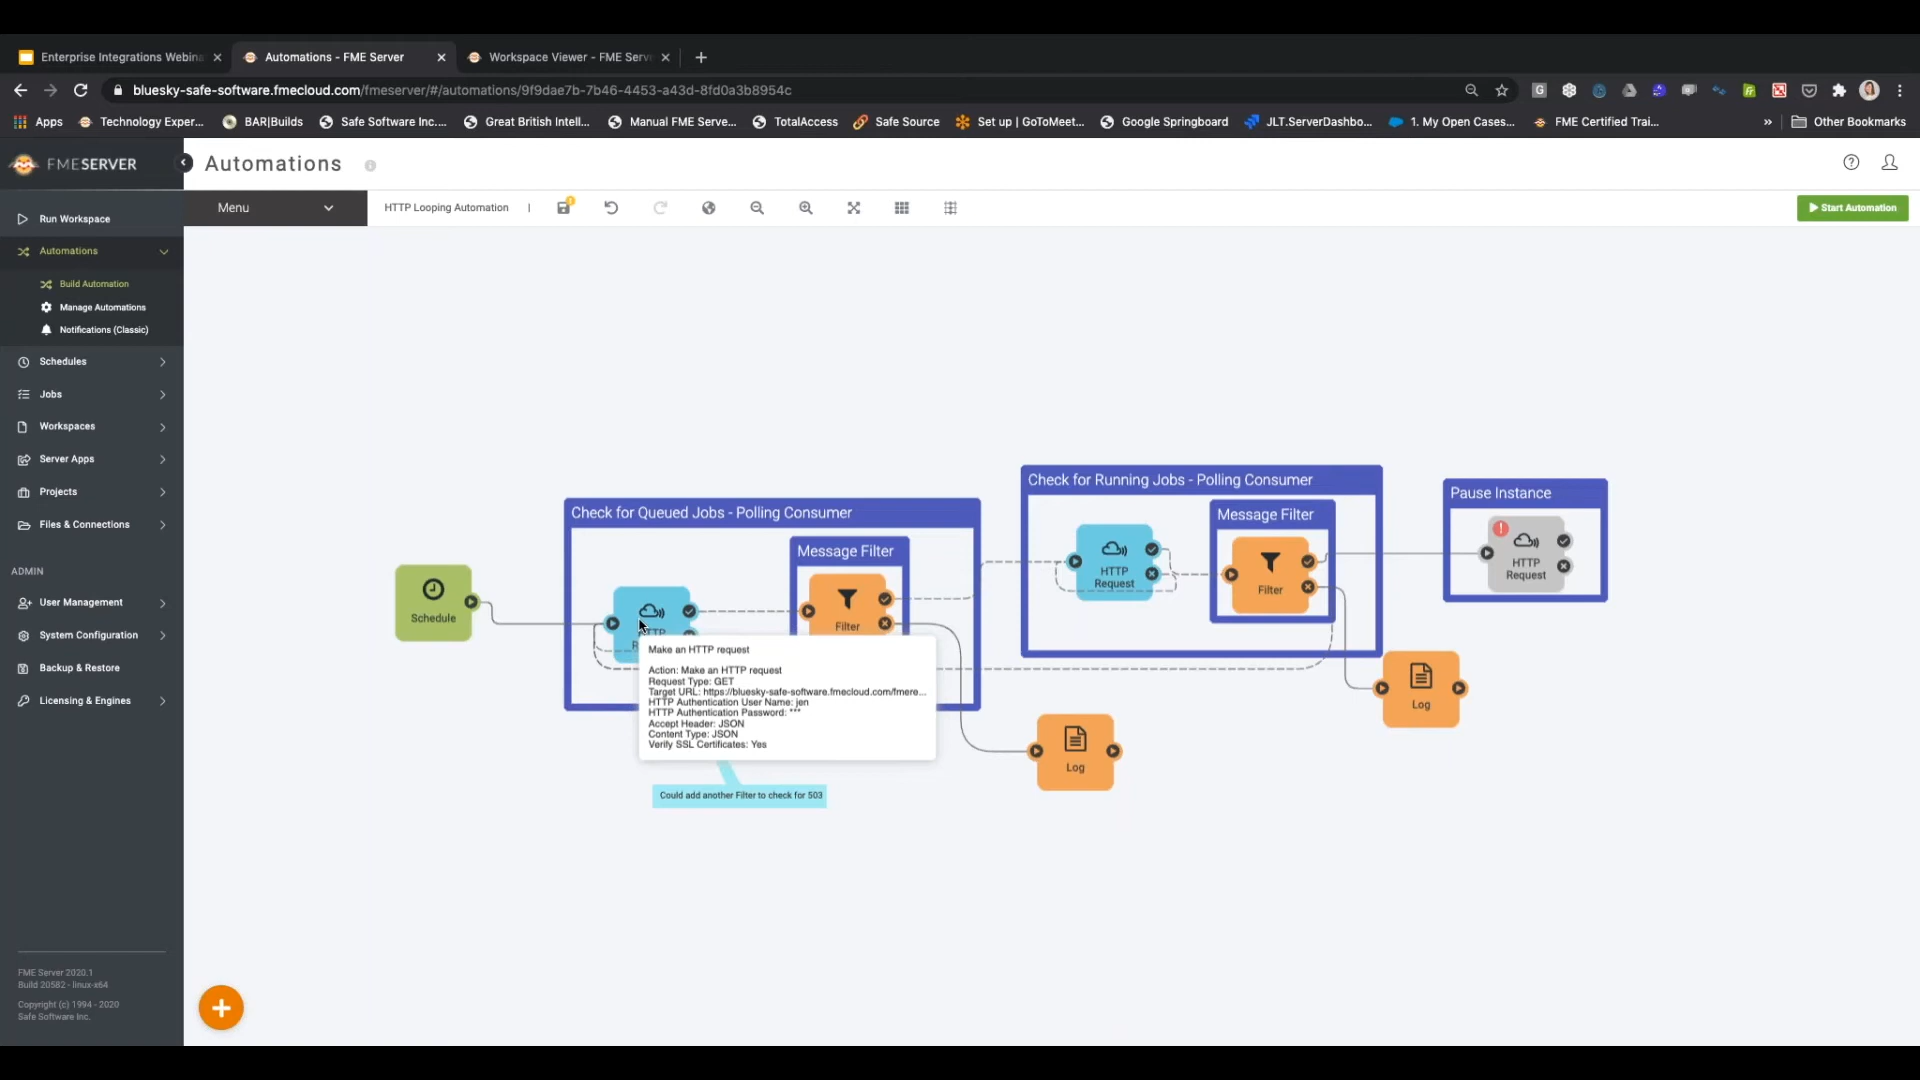 Enterprise Integrations Webina
Automations - FME Server
Workspace Viewer - FME Serv
bluesky-safe-software.fmecloud.com/fmeserver/#/automations/9f9dae7b-7b46-4453-a43d-8fd0a3b8954c
Apps
Technology Exper...
BAR|Builds
Safe Software Inc....
Great British Intell...
Manual FME Serve...
TotalAccess
Safe Source
Set up | GoToMeet...
Google Springboard
JLT.ServerDashbo...
1. My Open Cases...
FME Certified Trai...
»
Other Bookmarks
FMESERVER
Automations
Menu
HTTP Looping Automation
Start Automation
Run Workspace
Automations
Build Automation
Manage Automations
Notifications (Classic)
Schedules
Jobs
Workspaces
Server Apps
Projects
Files & Connections
ADMIN
User Management
System Configuration
Backup & Restore
Licensing & Engines
FME Server 2020.1
Build 20582 - linux-x64
Copyright (c) 1994 - 2020
Safe Software Inc.
Schedule
Check for Queued Jobs - Polling Consumer
Message Filter
Filter
Make an HTTP request
Action: Make an HTTP request
Request Type: GET
Target URL: https://bluesky-safe-software.fmecloud.com/fmere...
HTTP Authentication User Name: jen
HTTP Authentication Password: ***
Accept Header: JSON
Content Type: JSON
Verify SSL Certificates: Yes
Could add another Filter to check for 503
Log
Check for Running Jobs - Polling Consumer
HTTP
Request
Message Filter
Filter
Log
Pause Instance
HTTP
Request